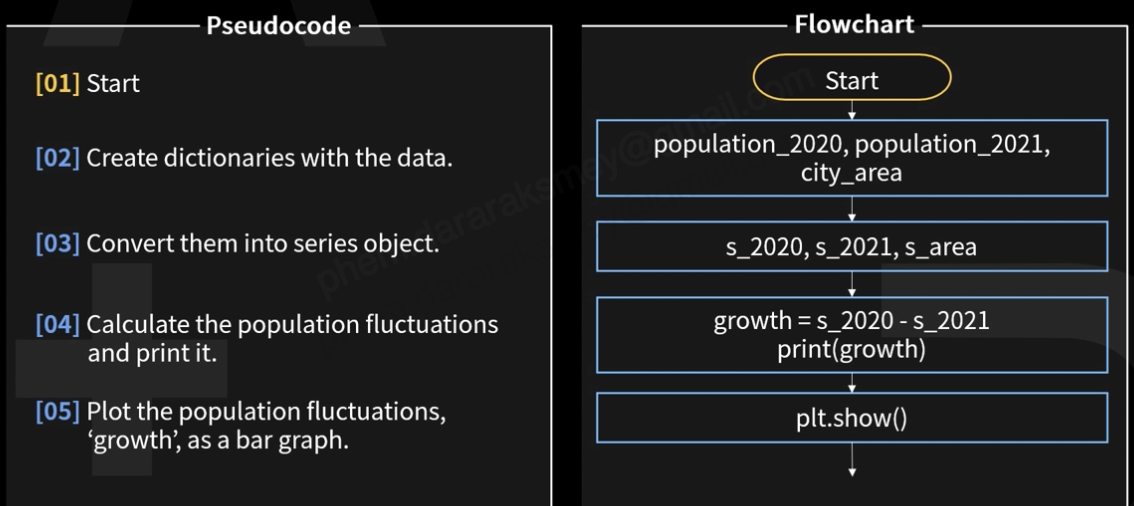 Pseudocode
[01] Start
[02] Create dictionaries with the data.
[03] Convert them into series object.
[04] Calculate the population fluctuations
and print it.
[05] Plot the population fluctuations,
‘growth’, as a bar graph.
Flowchart
Start
population_2020, population_2021,
city_area
s_2020, s_2021, s_area
growth = s_2020 - s_2021
print(growth)
plt.show()